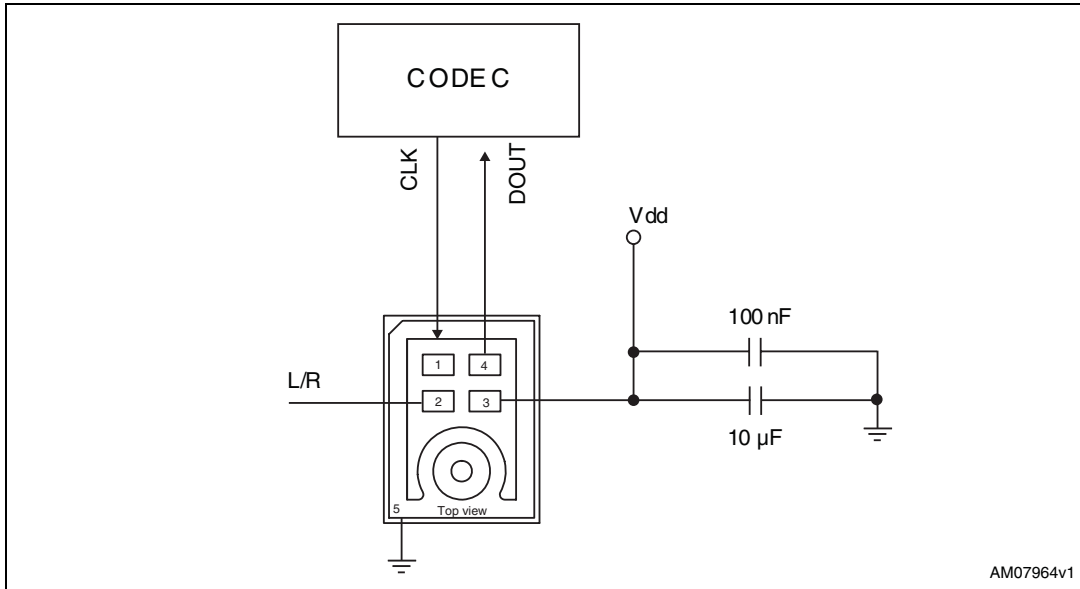 CODEC
CLK
DOUT
Vdd
100 nF
1
4
L/R
2
3
10 µF
5
Top view
AM07964v1